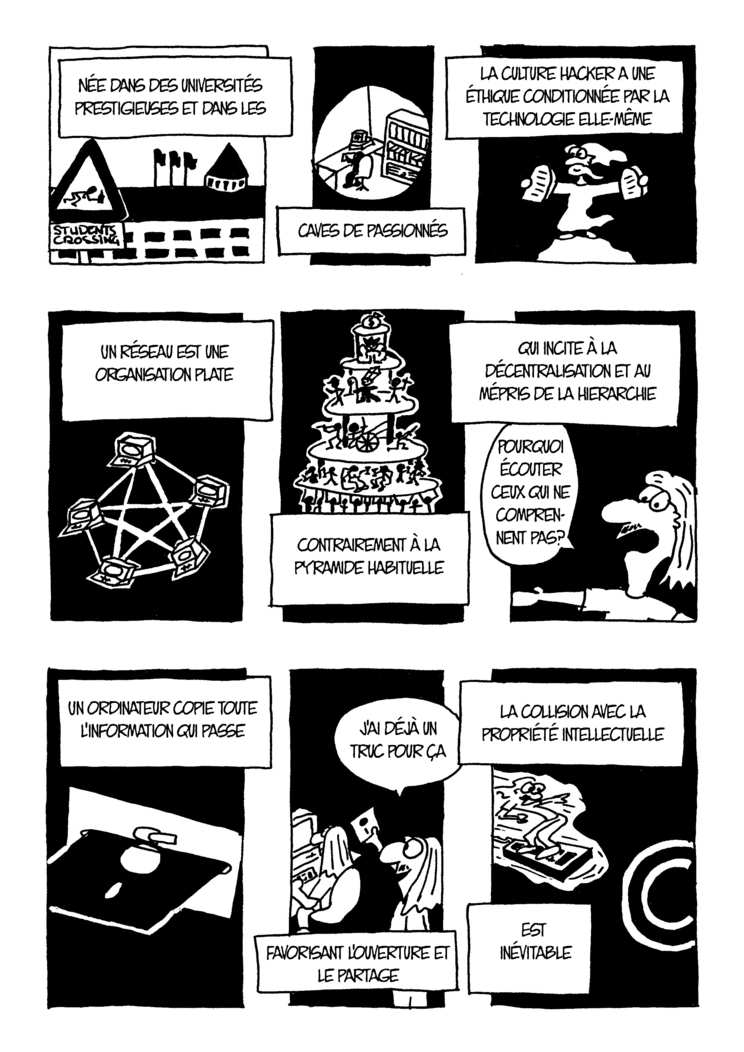 NÉE DANS DES UNIVERSITÉS
PRESTIGIEUSES ET DANS LES
STUDENTS
CROSSING
CAVES DE PASSIONNÉS
LA CULTURE HACKER A UNE
ÉTHIQUE CONDITIONNÉE PAR LA
TECHNOLOGIE ELLE-MÊME
UN RÉSEAU EST UNE
ORGANISATION PLATE
$
CONTRAIREMENT À LA
PYRAMIDE HABITUELLE
QUI INCITE À LA
DÉCENTRALISATION ET AU
MÉPRIS DE LA HIERARCHIE
POURQUOI
ÉCOUTER
CEUX QUI NE
COMPREN-
NENT PAS?
UN ORDINATEUR COPIE TOUTE
L'INFORMATION QUI PASSE
J'AI DÉJÀ UN
TRUC POUR ÇA
FAVORISANT L'OUVERTURE ET
LE PARTAGE
LA COLLISION AVEC LA
PROPRIÉTÉ INTELLECTUELLE
C
EST
INÉVITABLE